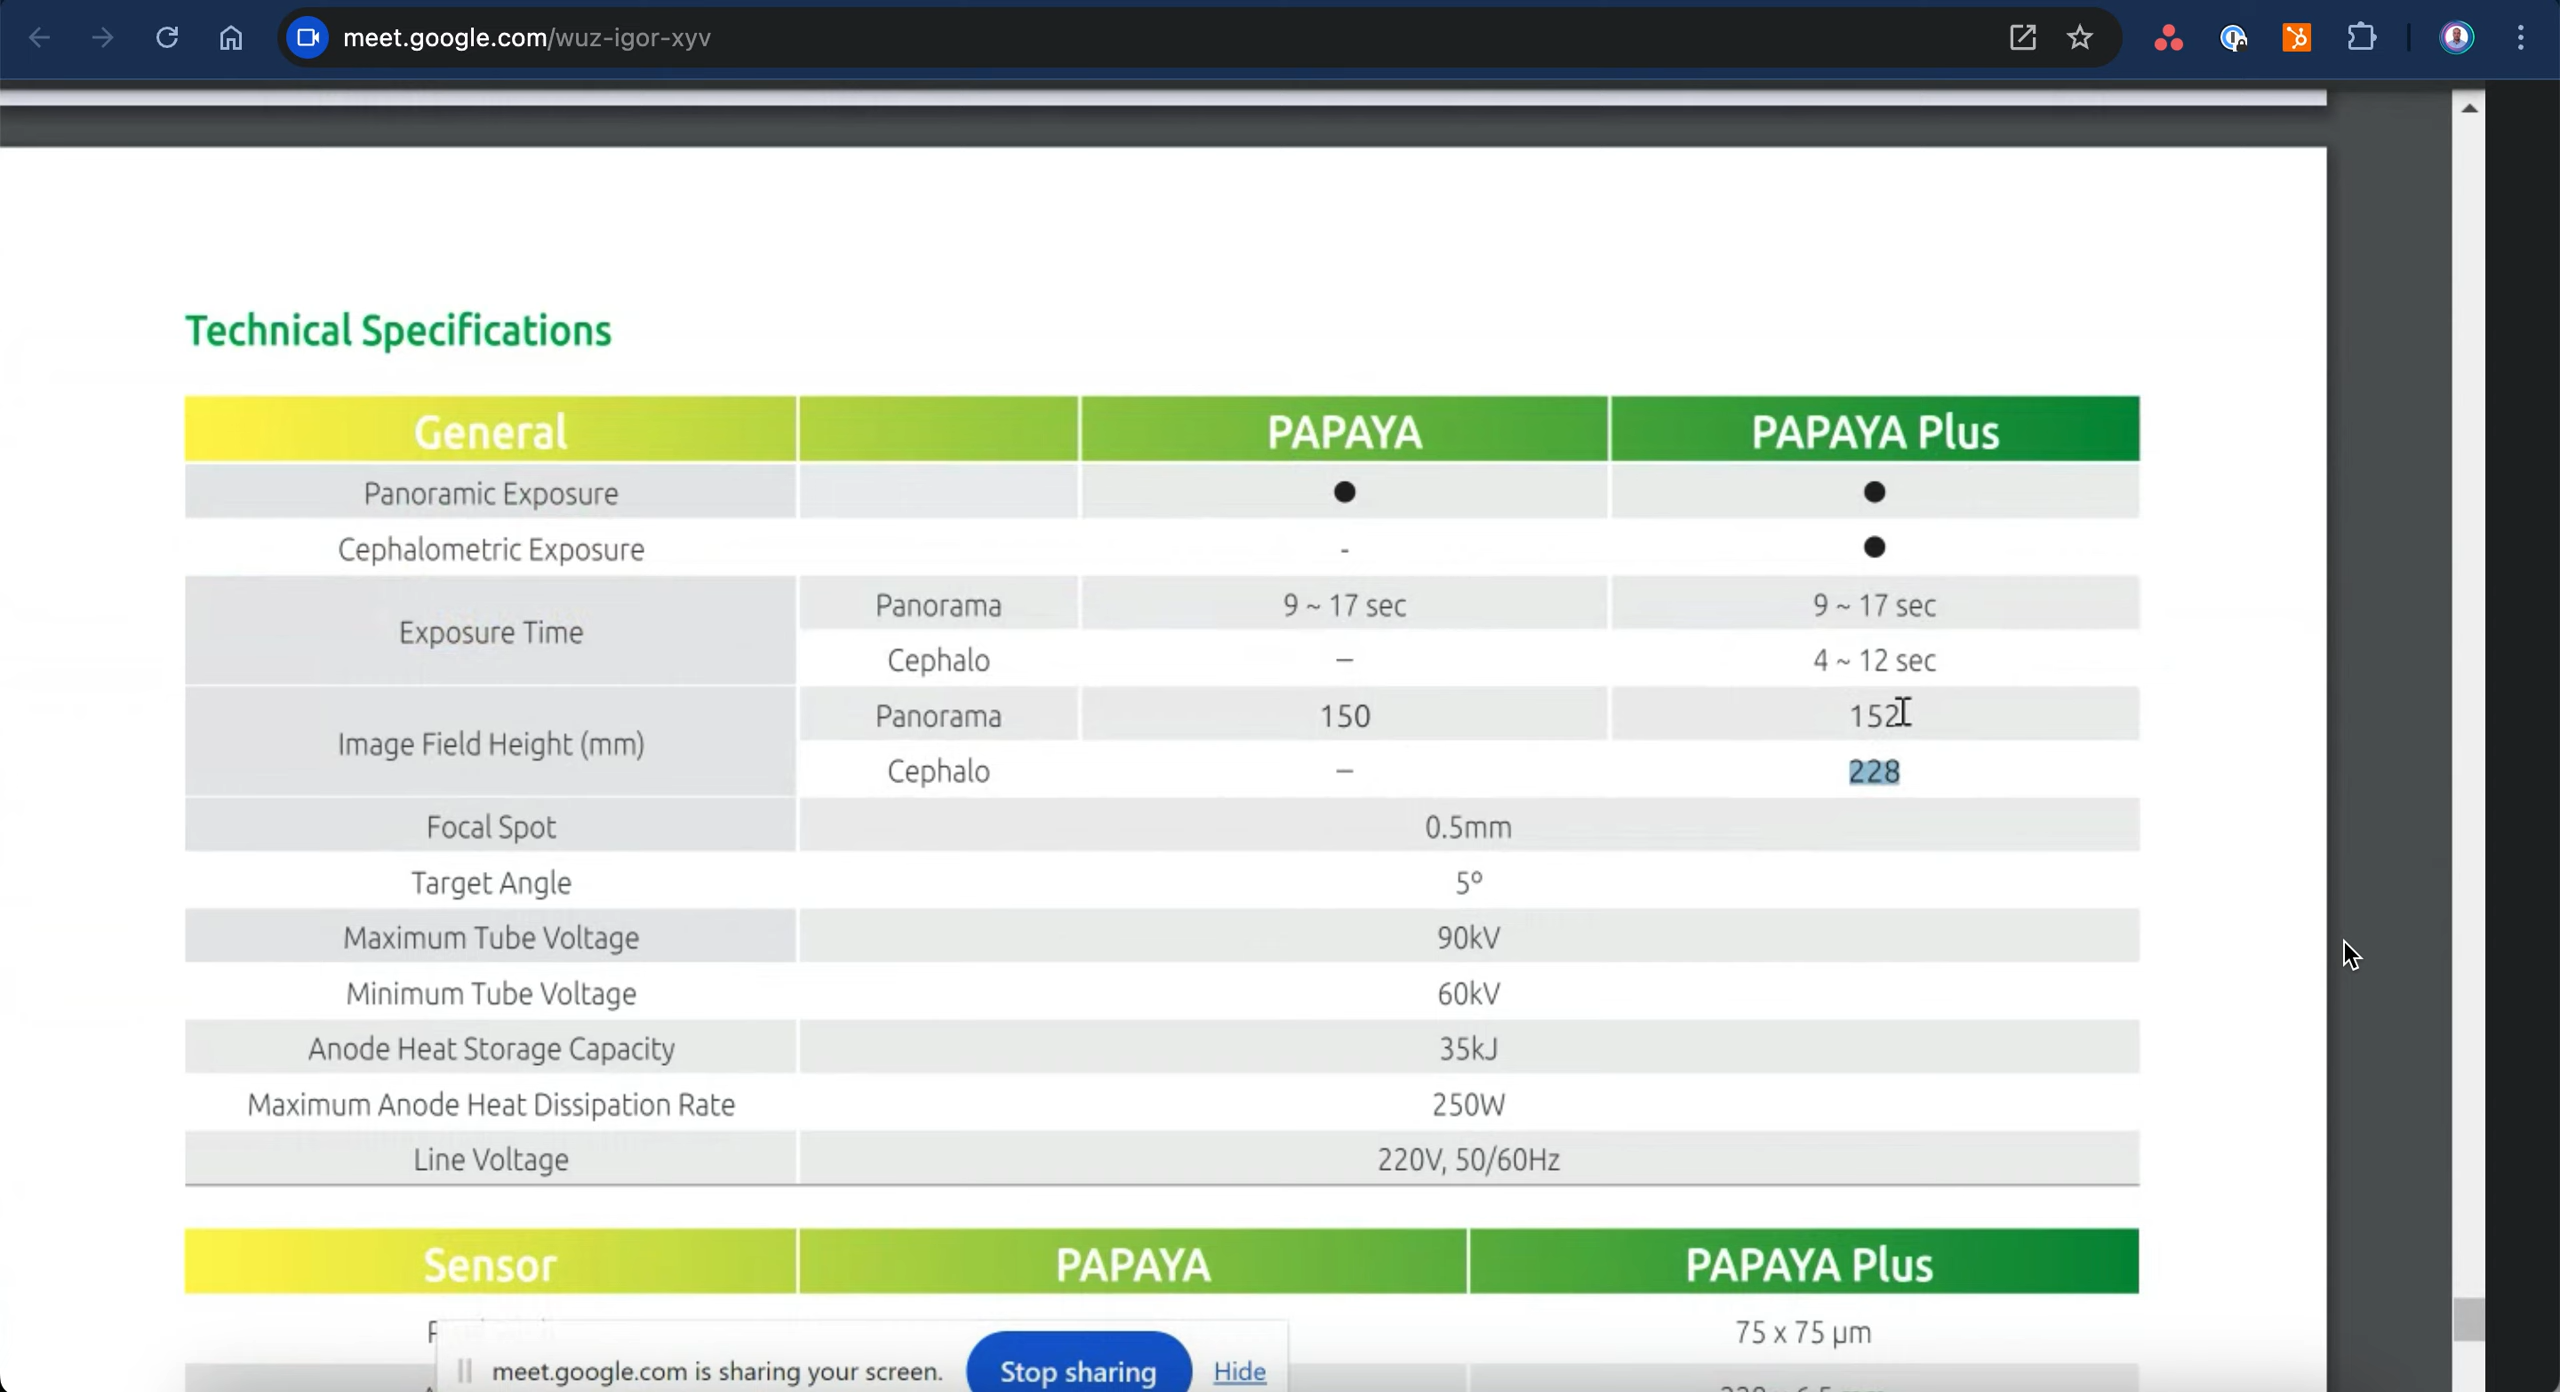 meet.google.com/wuz-igor-xyv
Technical Specifications
General PAPAYA PAPAYA Plus
Panoramic Exposure ● ●
Cephalometric Exposure - ●
Exposure Time Panorama 9 ~ 17 sec 9 ~ 17 sec
Cephalo – 4 ~ 12 sec
Image Field Height (mm) Panorama 150 152
Cephalo – 228
Focal Spot 0.5mm
Target Angle 5º
Maximum Tube Voltage 90kV
Minimum Tube Voltage 60kV
Anode Heat Storage Capacity 35kJ
Maximum Anode Heat Dissipation Rate 250W
Line Voltage 220V, 50/60Hz
Sensor PAPAYA PAPAYA Plus
75 x 75 µm
meet.google.com is sharing your screen. Stop sharing Hide